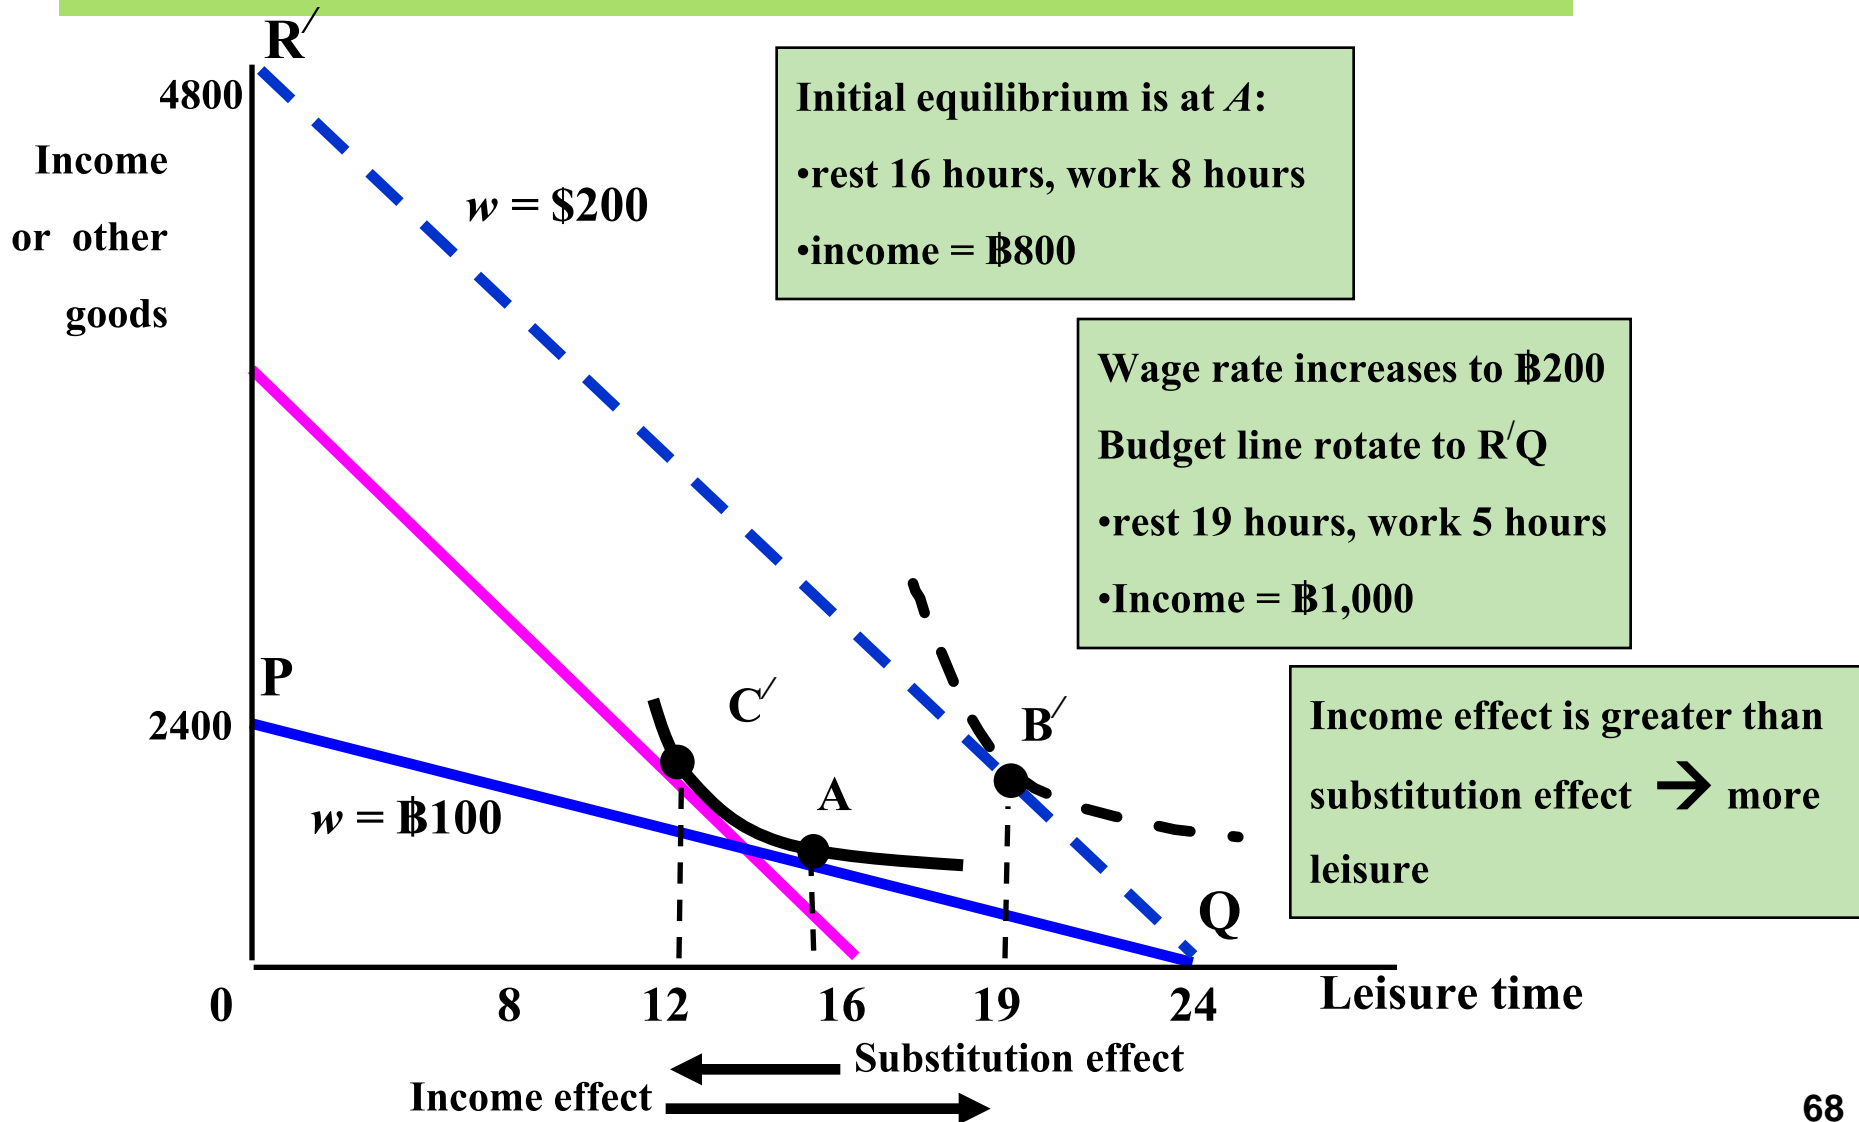 R/
4800
Income
or other
goods
w = $200
Initial equilibrium is at A:
•rest 16 hours, work 8 hours
•income = ฿800
Wage rate increases to ฿200
Budget line rotate to R/Q
•rest 19 hours, work 5 hours
•Income = ฿1,000
P
2400
w = ฿100
C/
A
B/
Income effect is greater than
substitution effect → more
leisure
Q
0 8 12 16 19 24 Leisure time
Substitution effect
Income effect
68